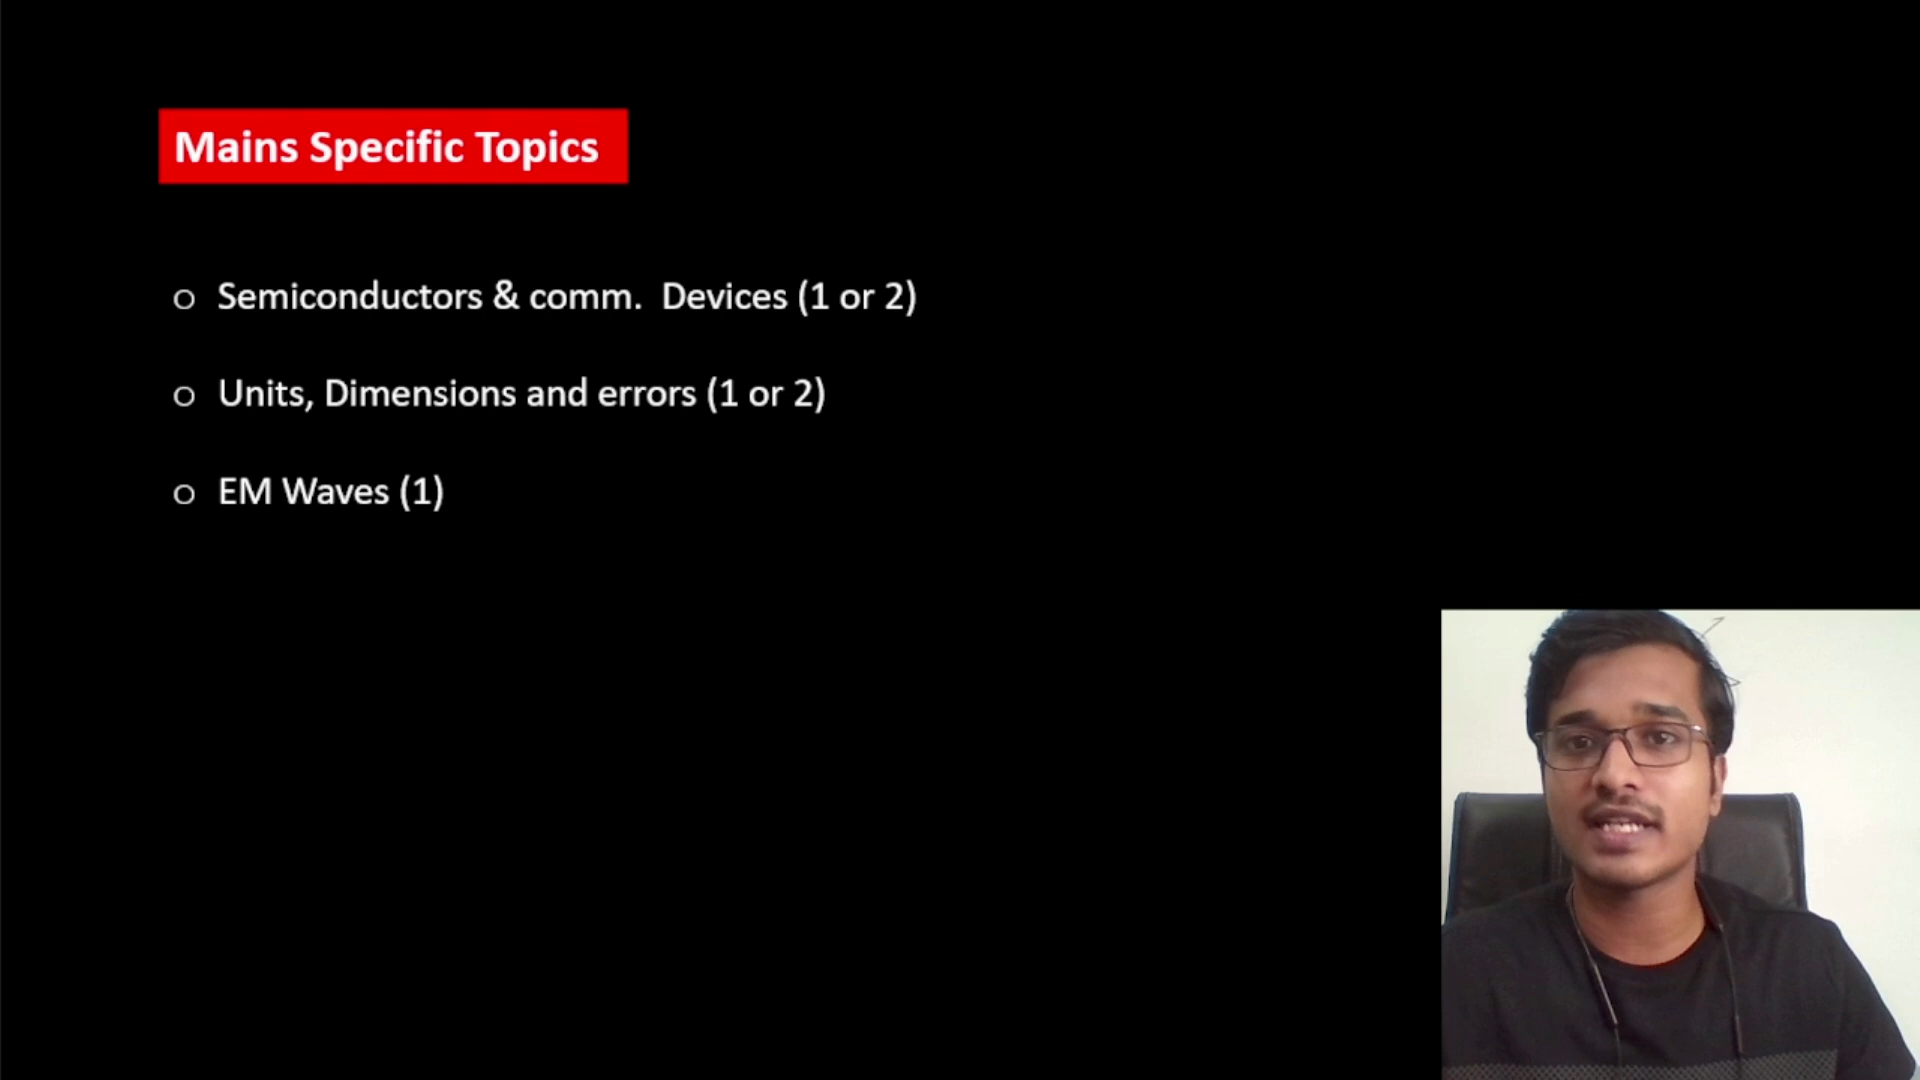 Mains Specific Topics
o Semiconductors & comm.  Devices (1 or 2)
o Units, Dimensions and errors (1 or 2)
o EM Waves (1)